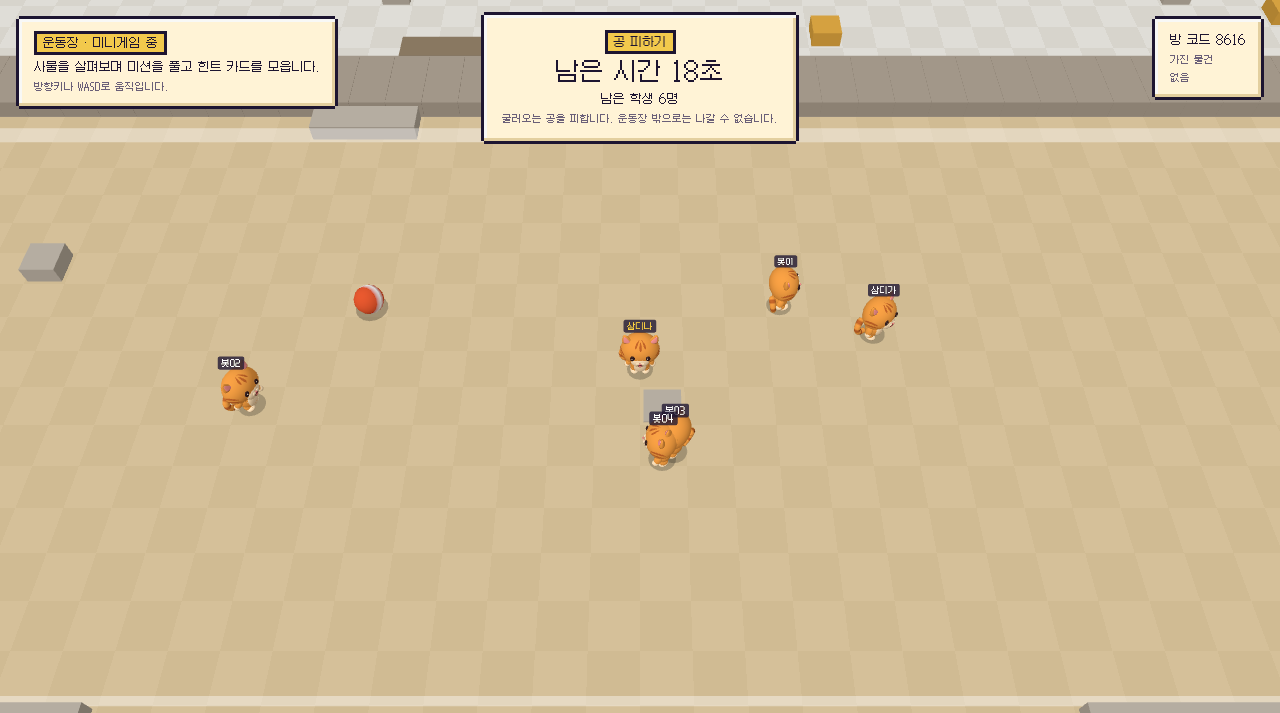 운동장 · 미니게임 중
사물을 살펴보며 미션을 풀고 힌트 카드를 모읍니다.
방향키나 WASD로 움직입니다.
공 피하기
남은 시간 18초
남은 학생 6명
굴러오는 공을 피합니다. 운동장 밖으로는 나갈 수 없습니다.
방 코드 8616
가진 물건
없음
봇01
삼디가
삼디나
봇02
봇03
봇04